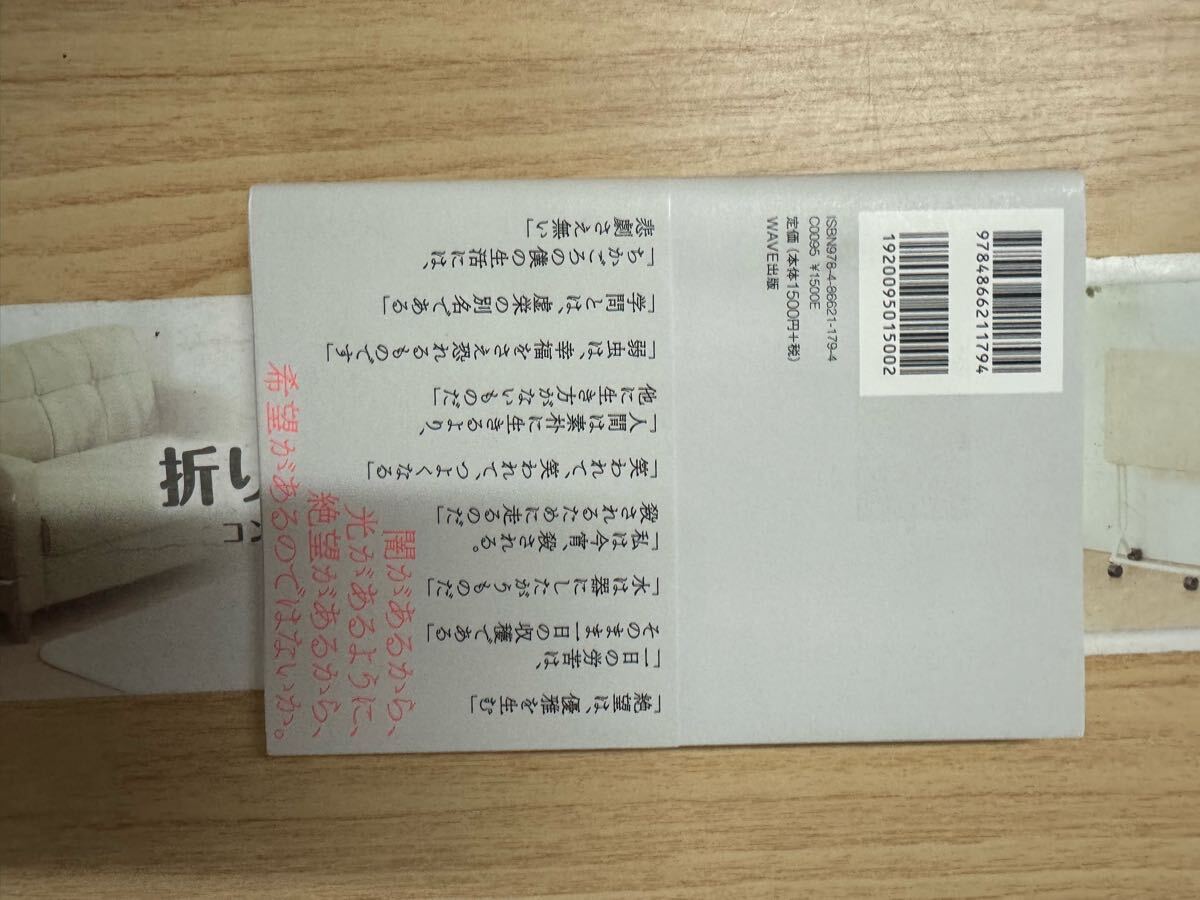 9784866211794
1920095015002
ISBN978-4-86621-179-4
C0095 ¥1500E
定価（本体1500円＋税）
WAVE出版
「絶望は、優雅を生む」
「一日の労苦は、
そのまま一日の収穫である」
「水は器にしたがうものだ」
「私は今宵、殺される。
殺されるために走るのだ」
「笑われて、笑われて、つよくなる」
「人間は素朴に生きるより、
他に生き方がないものだ」
「弱虫は、幸福をさえ恐れるものです」
「学問とは、虚栄の別名である」
「ちかごろの僕の生活には、
悲劇さえ無い」
闇があるから、
光があるように、
絶望があるから、
希望があるのではないか。
折り